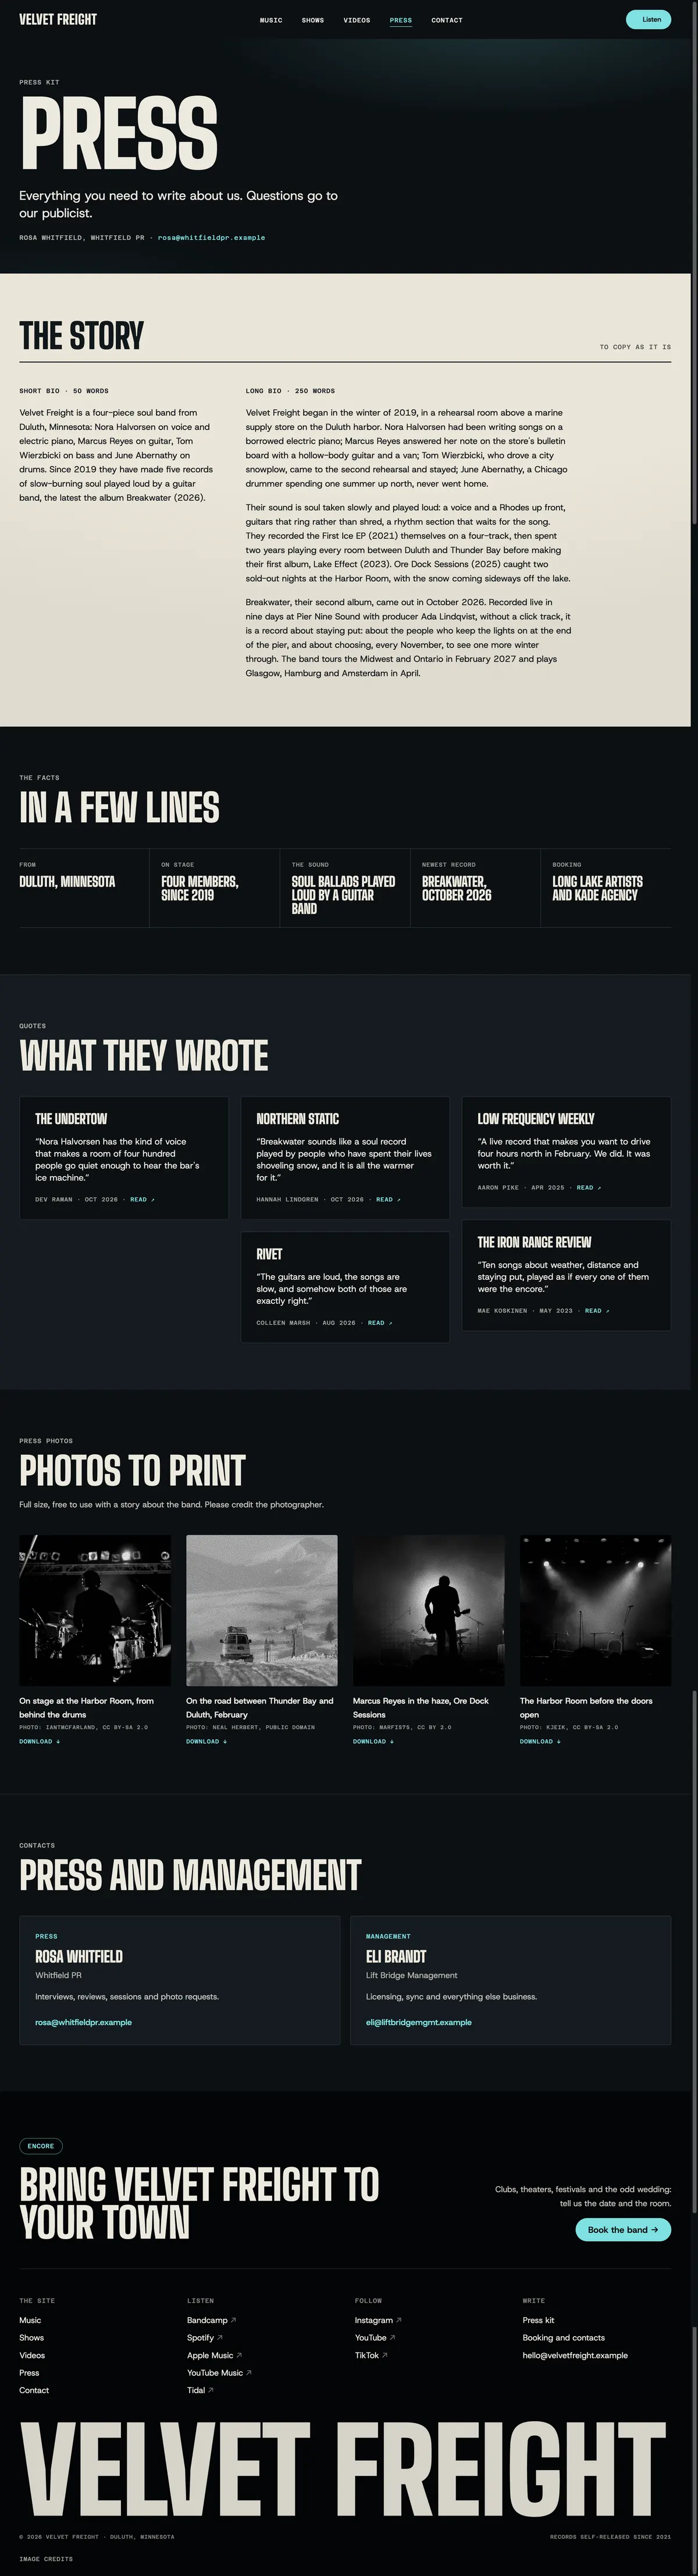 VELVET FREIGHT
MUSIC SHOWS VIDEOS PRESS CONTACT
Listen
PRESS KIT
PRESS
Everything you need to write about us. Questions go to
our publicist.
ROSA WHITFIELD, WHITFIELD PR · rosa@whitfieldpr.example
THE STORY
TO COPY AS IT IS
SHORT BIO · 50 WORDS
Velvet Freight is a four-piece soul band from
Duluth, Minnesota: Nora Halvorsen on vocals and
electric piano, Marcus Reyes on guitar, Tom
Wierzbicki on bass and June Abernathy on
drums. Since 2019 they have made five records
of slow-burning soul played loud by a guitar
band, the latest the album Breakwater (2026).
LONG BIO · 250 WORDS
Velvet Freight began in the winter of 2019, in a rehearsal room above a marine
supply store on the Duluth harbor. Nora Halvorsen had been writing songs on a
borrowed electric piano; Marcus Reyes answered her note on the store's bulletin
board with a hollow-body guitar and a van; Tom Wierzbicki, who drove a city
snowplow, came to the second rehearsal and stayed; June Abernathy, a Chicago
drummer spending one summer up north, never went home.
Their sound is soul taken slowly and played loud: a voice and a Rhodes up front,
guitars that ring rather than shred, a rhythm section that waits for the song.
They recorded the First Ice EP (2021) themselves on a four-track, then spent
two years playing every room between Duluth and Thunder Bay before making
their first album, Lake Effect (2023). Ore Dock Sessions (2025) caught two
sold-out nights at the Harbor Room, with the snow coming sideways off the lake.
Breakwater, their second album, came out in October 2026. Recorded live in
nine days at Pier Nine Sound with producer Ada Lindqvist, without a click track, it
is a record about staying put: about the people who keep the lights on at the end
of the pier, and about choosing, every November, to see one more winter
through. The band tours the Midwest and Ontario in February 2027 and plays
Glasgow, Hamburg and Amsterdam in April.
THE FACTS
IN A FEW LINES
FROM
DULUTH, MINNESOTA
ON STAGE
FOUR MEMBERS,
SINCE 2019
THE SOUND
SOUL BALLADS PLAYED
LOUD BY A GUITAR
BAND
NEWEST RECORD
BREAKWATER,
OCTOBER 2026
BOOKING
LONG LAKE ARTISTS
AND KADE AGENCY
QUOTES
WHAT THEY WROTE
THE UNDERTOW
“Nora Halvorsen has the kind of voice
that makes a room of four hundred
people go quiet enough to hear the bar's
ice machine.”
DEV RAMAN · OCT 2026 · READ ↗
NORTHERN STATIC
“Breakwater sounds like a soul record
played by people who have spent their lives
shoveling snow, and it is all the warmer
for it.”
HANNAH LINDGREN · OCT 2026 · READ ↗
LOW FREQUENCY WEEKLY
“A live record that makes you want to drive
four hours north in February. We did. It was
worth it.”
AARON PIKE · APR 2025 · READ ↗
RIVET
“The guitars are loud, the songs are
slow, and somehow both of those are
exactly right.”
COLLEEN MARSH · AUG 2026 · READ ↗
THE IRON RANGE REVIEW
“Ten songs about weather, distance and
staying put, played as if every one of them
were the encore.”
MAE KOSKINEN · MAY 2023 · READ ↗
PRESS PHOTOS
PHOTOS TO PRINT
Full size, free to use with a story about the band. Please credit the photographer.
On stage at the Harbor Room, from
behind the drums
PHOTO: IANTMCFARLAND, CC BY-SA 2.0
DOWNLOAD ↓
On the road between Thunder Bay and
Duluth, February
PHOTO: NEAL HERBERT, PUBLIC DOMAIN
DOWNLOAD ↓
Marcus Reyes in the haze, Ore Dock
Sessions
PHOTO: MARFISTS, CC BY 2.0
DOWNLOAD ↓
The Harbor Room before the doors
open
PHOTO: KJEIK, CC BY-SA 2.0
DOWNLOAD ↓
CONTACTS
PRESS AND MANAGEMENT
PRESS
ROSA WHITFIELD
Whitfield PR
Interviews, reviews, sessions and photo requests.
rosa@whitfieldpr.example
MANAGEMENT
ELI BRANDT
Lift Bridge Management
Licensing, sync and everything else business.
eli@liftbridgemgmt.example
ENCORE
BRING VELVET FREIGHT TO
YOUR TOWN
Clubs, theaters, festivals and the odd wedding:
tell us the date and the room.
Book the band →
THE SITE
Music
Shows
Videos
Press
Contact
LISTEN
Bandcamp ↗
Spotify ↗
Apple Music ↗
YouTube Music ↗
Tidal ↗
FOLLOW
Instagram ↗
YouTube ↗
TikTok ↗
WRITE
Press kit
Booking and contacts
hello@velvetfreight.example
VELVET FREIGHT
© 2026 VELVET FREIGHT · DULUTH, MINNESOTA
RECORDS SELF-RELEASED SINCE 2021
IMAGE CREDITS